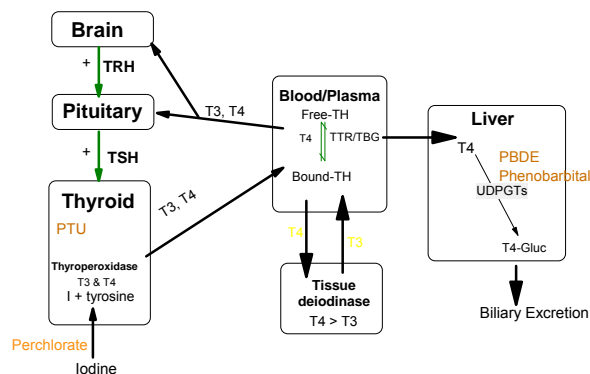 Brain
+ TRH
Pituitary
+ TSH
Thyroid
PTU
Thyroperoxidase
T3 & T4
I + tyrosine
Perchlorate
Iodine
T3, T4
T3, T4
Blood/Plasma
Free-TH
T4 TTR/TBG
Bound-TH
T4
T3
Tissue
deiodinase
T4 > T3
Liver
T4
PBDE
Phenobarbital
UDPGTs
T4-Gluc
Biliary Excretion